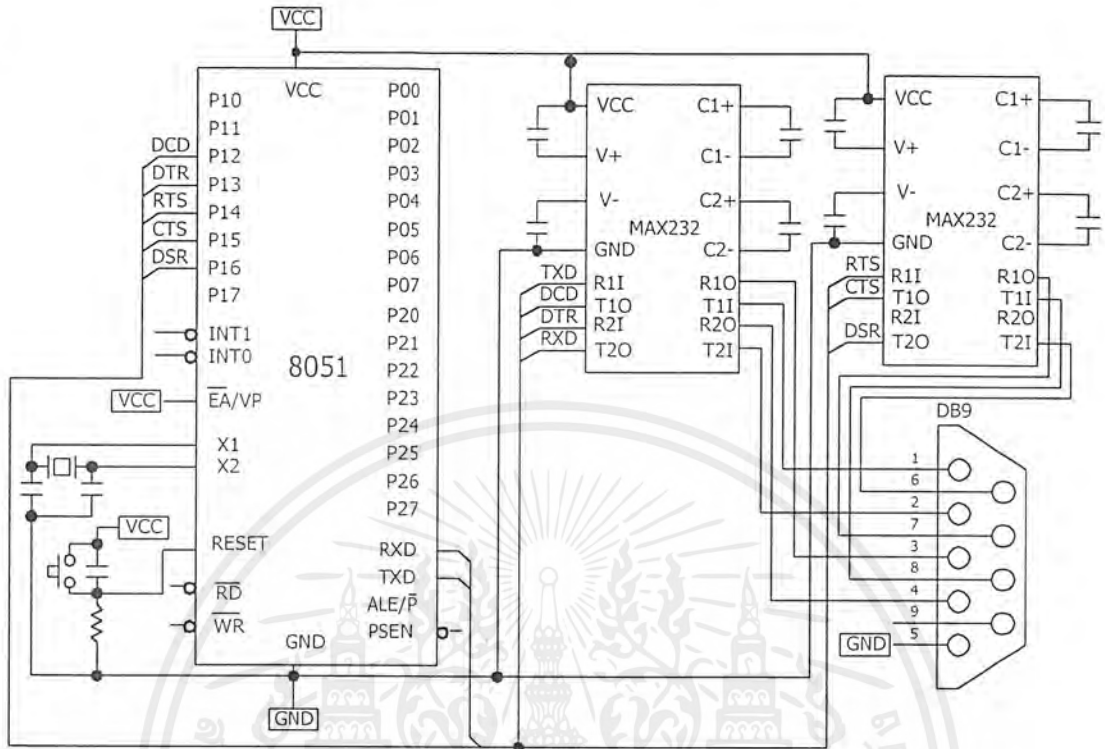 VCC
VCC
P10
P11
P12
P13
P14
P15
P16
P17
INT1
INT0
EA/VP
X1
X2
RESET
RD
WR
GND
8051
P00
P01
P02
P03
P04
P05
P06
P07
P20
P21
P22
P23
P24
P25
P26
P27
RXD
TXD
ALE/P
PSEN
DCD
DTR
RTS
CTS
DSR
VCC
VCC
GND
VCC
V+
V-
GND
R1I
T1O
R2I
T2O
MAX232
C1+
C1-
C2+
C2-
R1O
T1I
R2O
T2I
TXD
DCD
DTR
RXD
VCC
V+
V-
GND
R1I
T1O
R2I
T2O
MAX232
C1+
C1-
C2+
C2-
R1O
T1I
R2O
T2I
RTS
CTS
DSR
DB9
1
6
2
7
3
8
4
9
5
GND